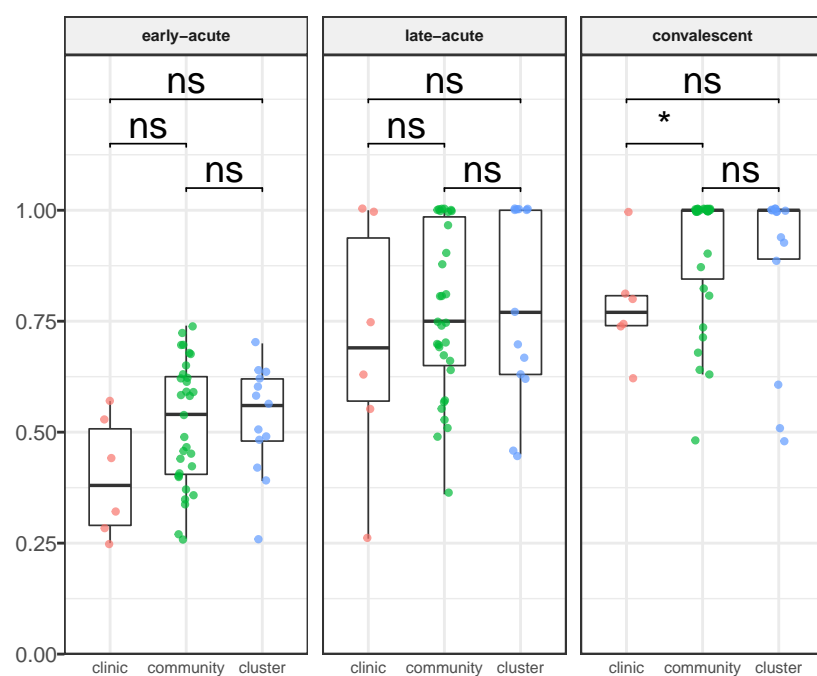 early−acute
late−acute
convalescent
ns
ns
ns
ns
ns
*
ns
ns
ns
ns
1.00
0.75
0.50
0.25
0.00
clinic community cluster
clinic community cluster
clinic community cluster